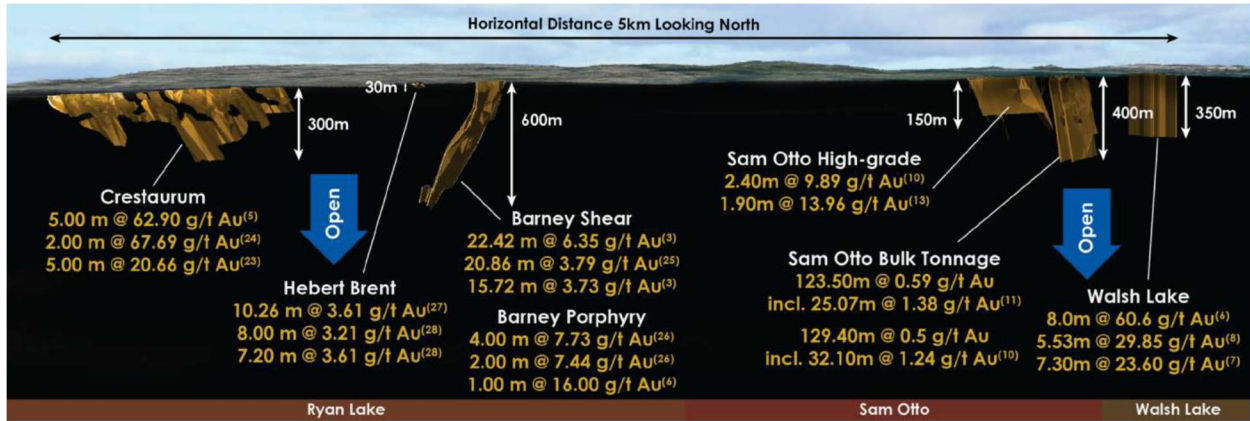 Horizontal Distance 5km Looking North
300m
30m
600m
150m
400m
350m
Crestaurum
5.00 m @ 62.90 g/t Au(5)
2.00 m @ 67.69 g/t Au(24)
5.00 m @ 20.66 g/t Au(23)
Open
Hebert Brent
10.26 m @ 3.61 g/t Au(27)
8.00 m @ 3.21 g/t Au(28)
7.20 m @ 3.61 g/t Au(28)
Barney Shear
22.42 m @ 6.35 g/t Au(3)
20.86 m @ 3.79 g/t Au(25)
15.72 m @ 3.73 g/t Au(3)
Barney Porphyry
4.00 m @ 7.73 g/t Au(26)
2.00 m @ 7.44 g/t Au(26)
1.00 m @ 16.00 g/t Au(6)
Sam Otto High-grade
2.40m @ 9.89 g/t Au(10)
1.90m @ 13.96 g/t Au(13)
Sam Otto Bulk Tonnage
123.50m @ 0.59 g/t Au
incl. 25.07m @ 1.38 g/t Au(11)
129.40m @ 0.5 g/t Au
incl. 32.10m @ 1.24 g/t Au(10)
Open
Walsh Lake
8.0m @ 60.6 g/t Au(6)
5.53m @ 29.85 g/t Au(8)
7.30m @ 23.60 g/t Au(7)
Ryan Lake
Sam Otto
Walsh Lake